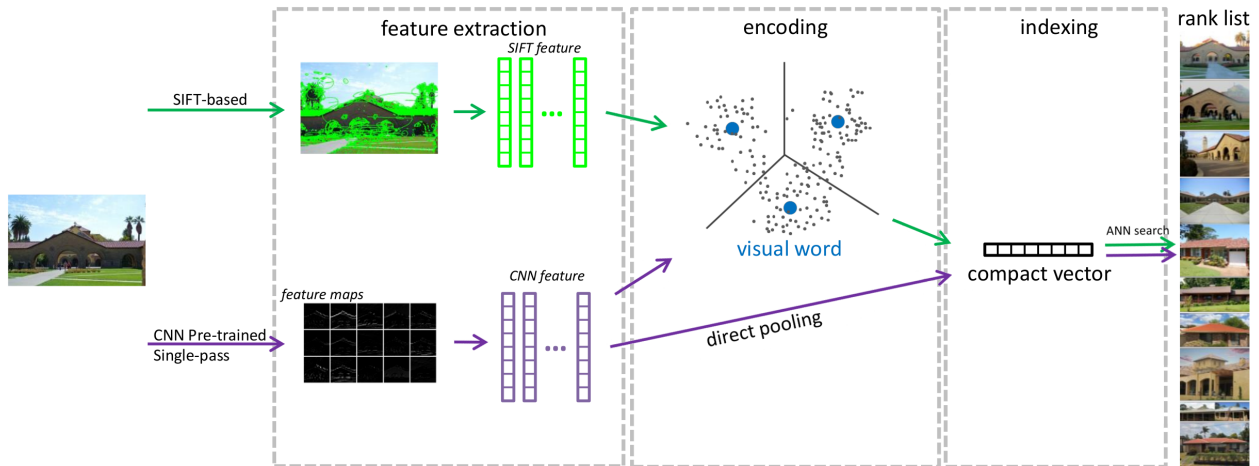 feature extraction
encoding
indexing
rank list
SIFT feature
SIFT-based
ANN search
visual word
compact vector
CNN feature
feature maps
direct pooling
CNN Pre-trained
Single-pass